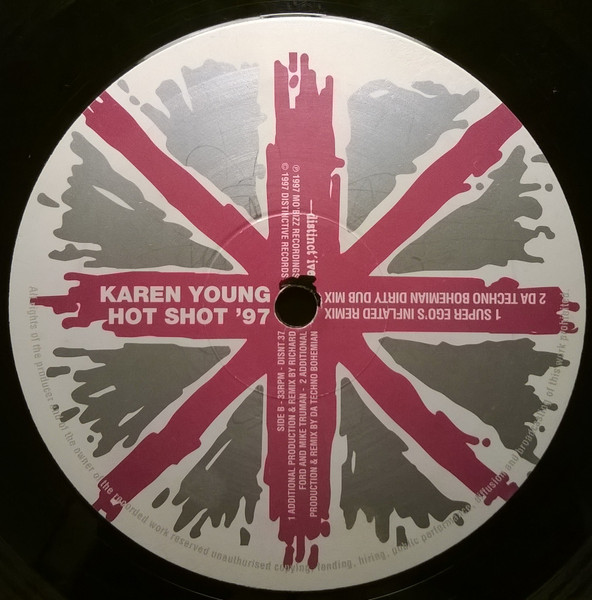 KAREN YOUNG
HOT SHOT '97
1 SUPER EGO'S INFLATED REMIX
2 DA TECHNO BOHEMIAN DIRTY DUB MIX
distinct'ive
℗ 1997 MO BIZZ RECORDINGS
© 1997 DISTINCTIVE RECORDS
SIDE B - 33RPM - DISNT 37
1 ADDITIONAL PRODUCTION & REMIX BY RICHARD
FORD AND MIKE TRUMAN - 2 ADDITIONAL
PRODUCTION & REMIX BY DA TECHNO BOHEMIAN
All rights of the producer and of the owner of the recorded work reserved unauthorised copying, lending, hiring, public performance, diffusion and broadcasting of this work prohibited.